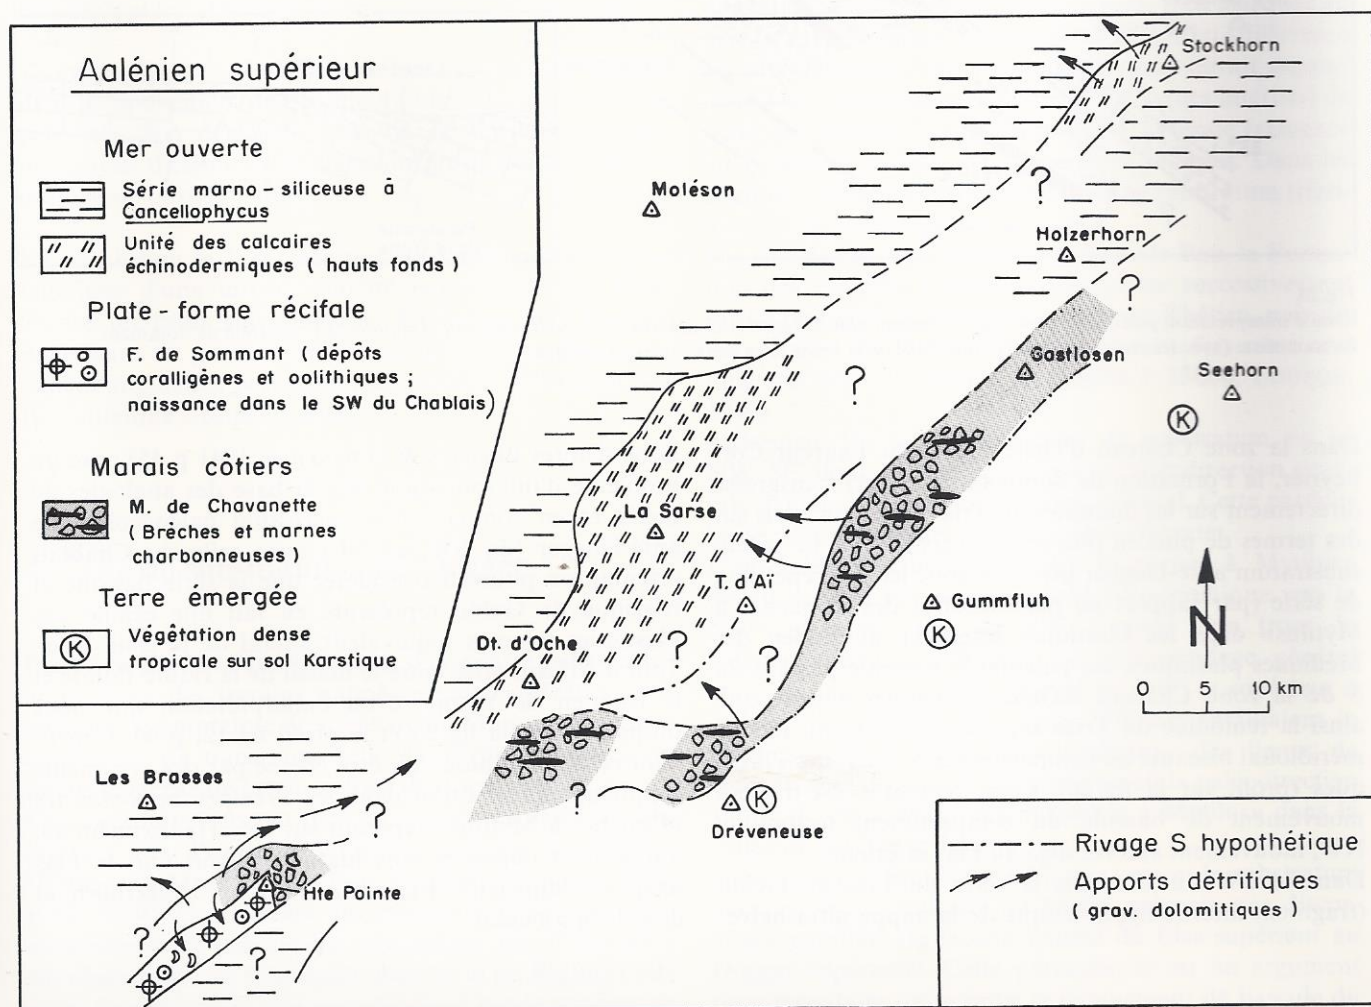 Aalénien supérieur
Mer ouverte
Série marno-siliceuse à
Cancellophycus
Unité des calcaires
échinodermiques ( hauts fonds )
Plate-forme récifale
F. de Sommant ( dépôts
coralligènes et oolithiques ;
naissance dans le SW du Chablais)
Marais côtiers
M. de Chavanette
( Brèches et marnes
charbonneuses )
Terre émergée
K
Végêtation dense
tropicale sur sol Karstique
Stockhorn
Moléson
?
Holzerhorn
?
Gastlosen
?
Seehorn
K
La Sarse
T. d'Aï
Gummfluh
K
N
Dt. d'Oche
?
?
0 5 10 km
Les Brasses
?
?
K
Dréveneuse
Hte Pointe
?
?
Rivage S hypothétique
Apports détritiques
( grav. dolomitiques )